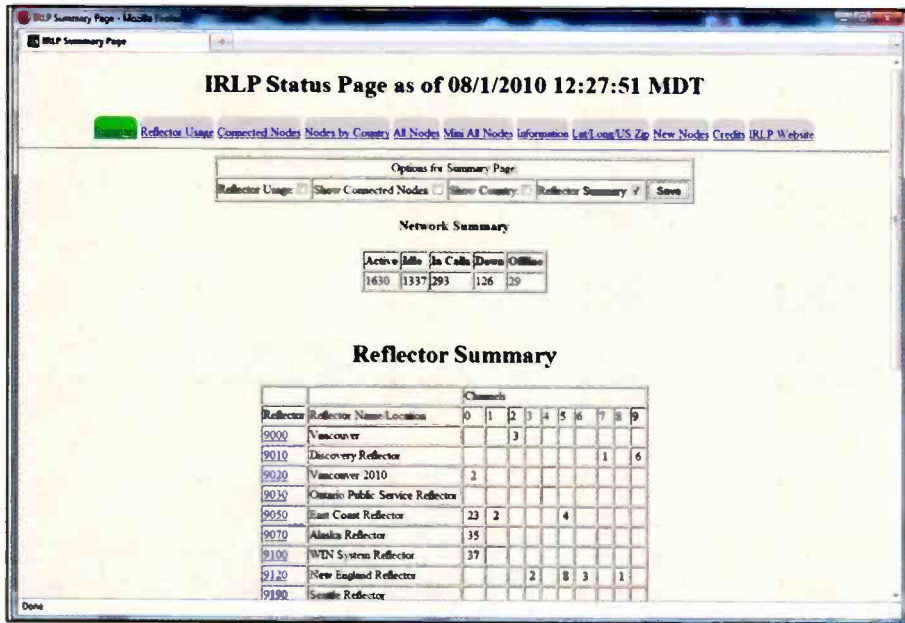 IRLP Summary Page - Mozilla Firefox
IRLP Summary Page
IRLP Status Page as of 08/1/2010 12:27:51 MDT
Summary Reflector Usage Connected Nodes Nodes by Country All Nodes Mini All Nodes Information Lat/Long/US Zip New Nodes Credits IRLP Website
Options for Summary Page
Reflector Usage Show Connected Nodes Show Country Reflector Summary Save
Network Summary
Active Idle In Calls Down Offline
1630 1337 293 126 29
Reflector Summary
Channels
Reflector Reflector Name/Location 0 1 2 3 4 5 6 7 8 9
9000 Vancouver 3
9010 Discovery Reflector 1 6
9020 Vancouver 2010 2
9030 Ontario Public Service Reflector
9050 East Coast Reflector 23 2 4
9070 Alaska Reflector 35
9100 WIN System Reflector 37
9120 New England Reflector 2 8 3 1
9190 Seattle Reflector
Done